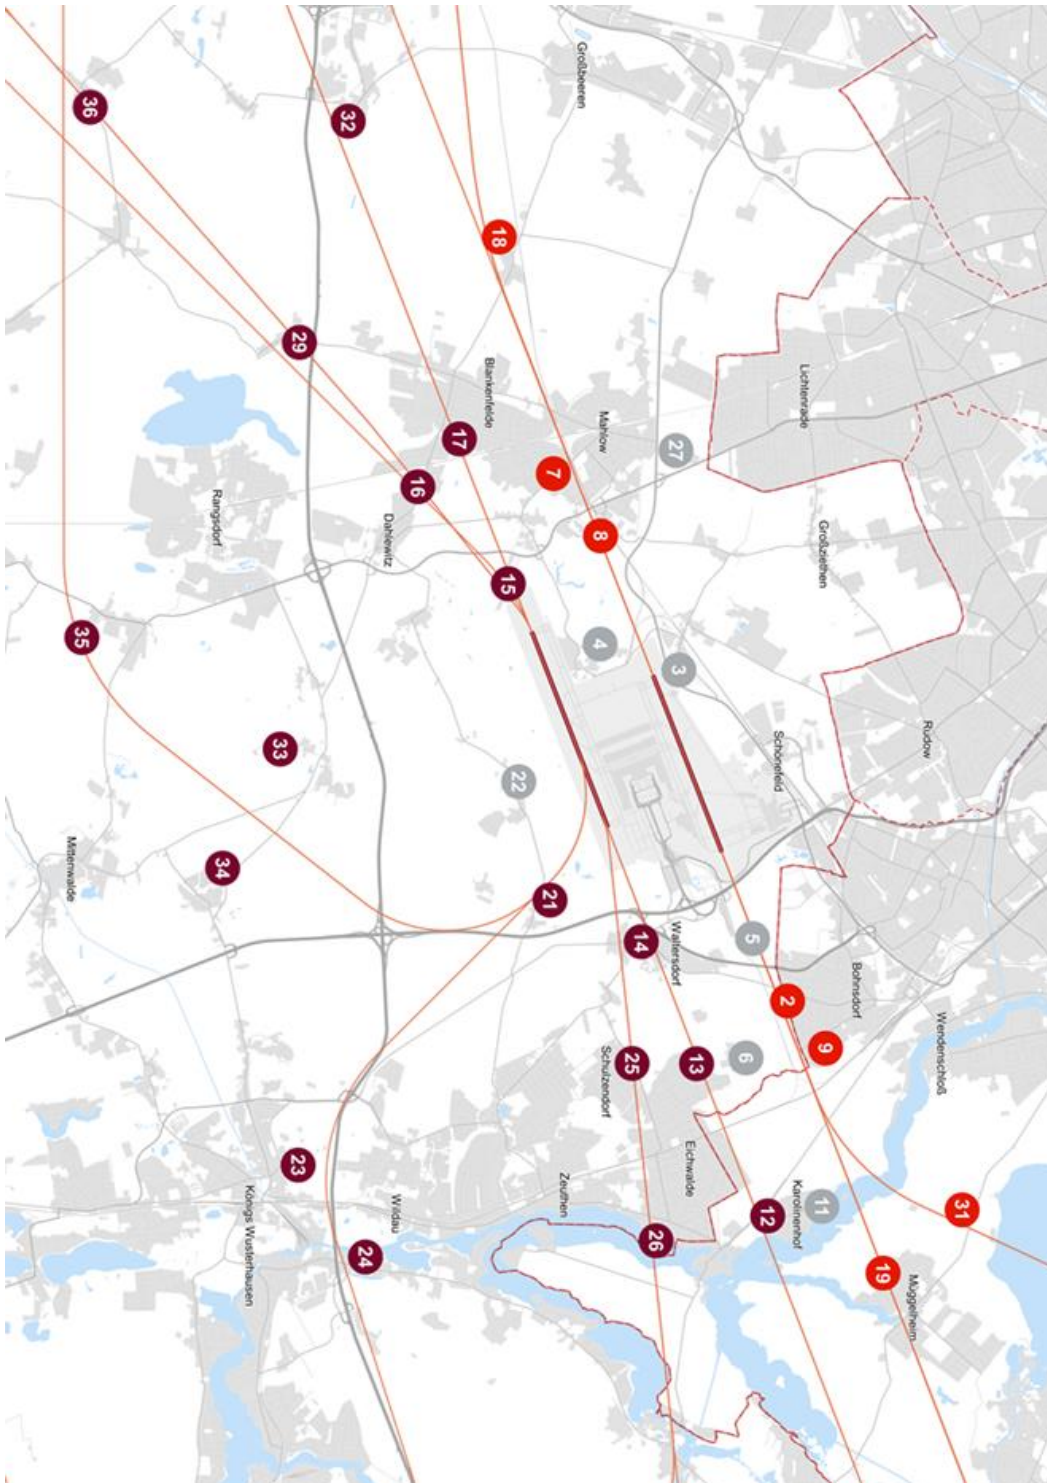 31
Wendenschloß
Rudow
Müggelheim
19
Bohnsdorf
9
Großziethen
11
Lichtenrade
Karolinenhof
2
Schönefeld
12
5
6
13
Eichwalde
27
3
Waltersdorf
26
14
25
Schulzendorf
Mahlow
8
4
Großbeeren
Zeuthen
7
21
22
15
18
Blankenfelde
17
16
Dahlewitz
Wildau
24
32
29
23
33
Königs Wusterhausen
34
Rangsdorf
36
35
Mittenwalde